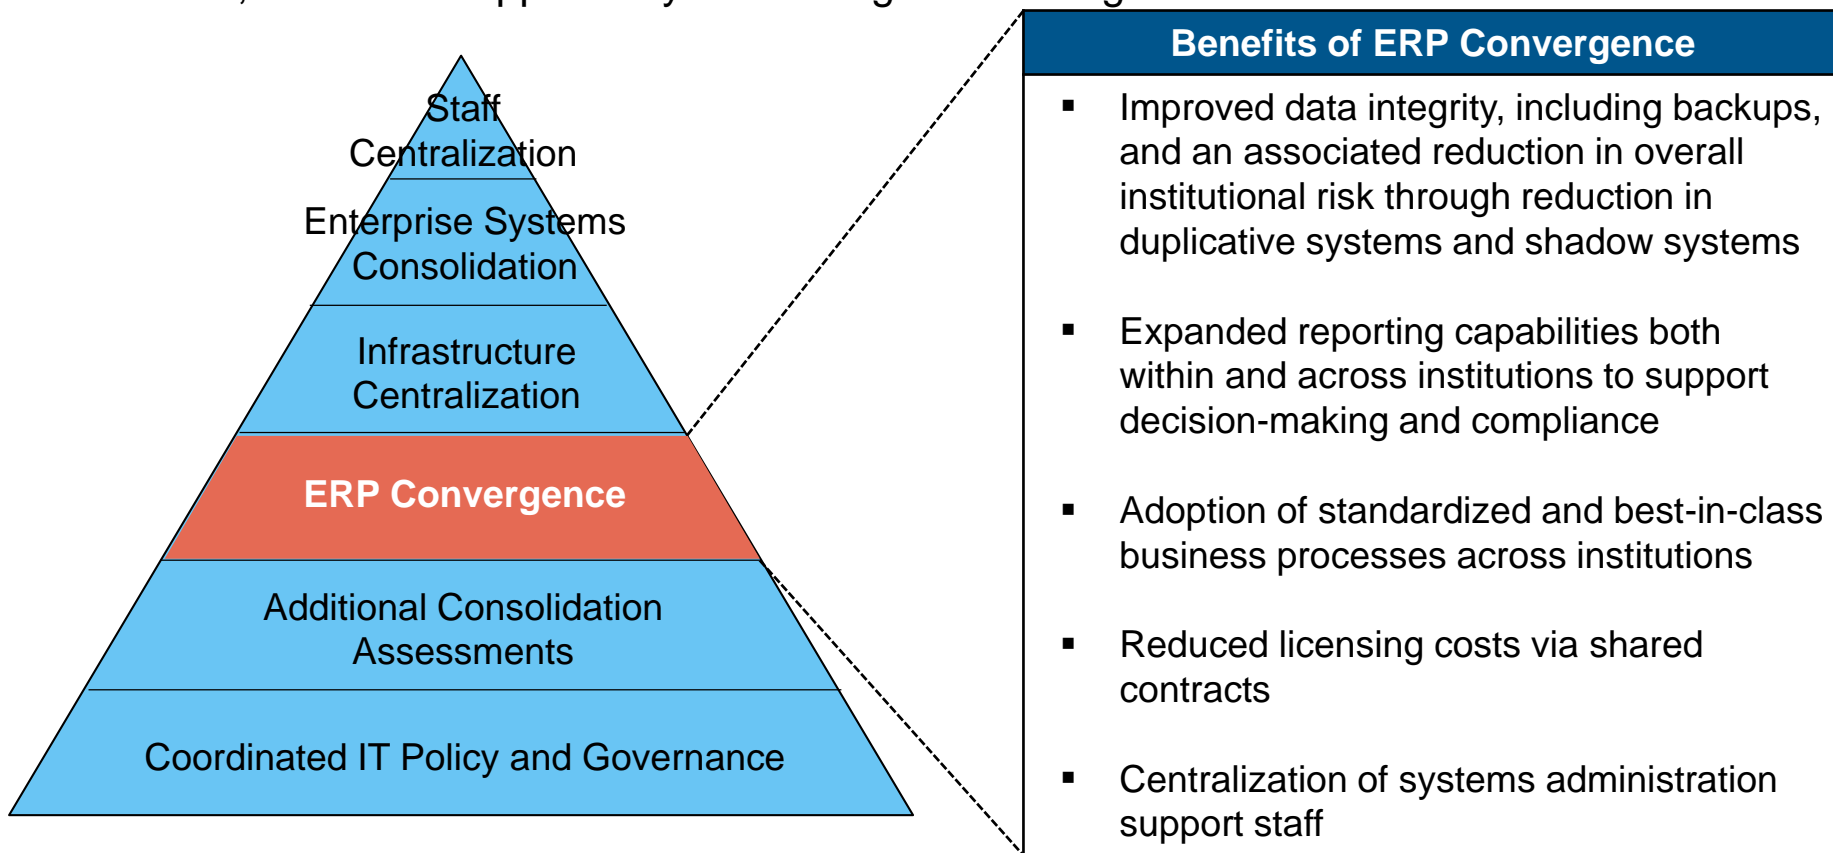 Staff
Centralization
Enterprise Systems
Consolidation
Infrastructure
Centralization
ERP Convergence
Additional Consolidation
Assessments
Coordinated IT Policy and Governance
Benefits of ERP Convergence
▪ Improved data integrity, including backups,
and an associated reduction in overall
institutional risk through reduction in
duplicative systems and shadow systems
▪ Expanded reporting capabilities both
within and across institutions to support
decision-making and compliance
▪ Adoption of standardized and best-in-class
business processes across institutions
▪ Reduced licensing costs via shared
contracts
▪ Centralization of systems administration
support staff